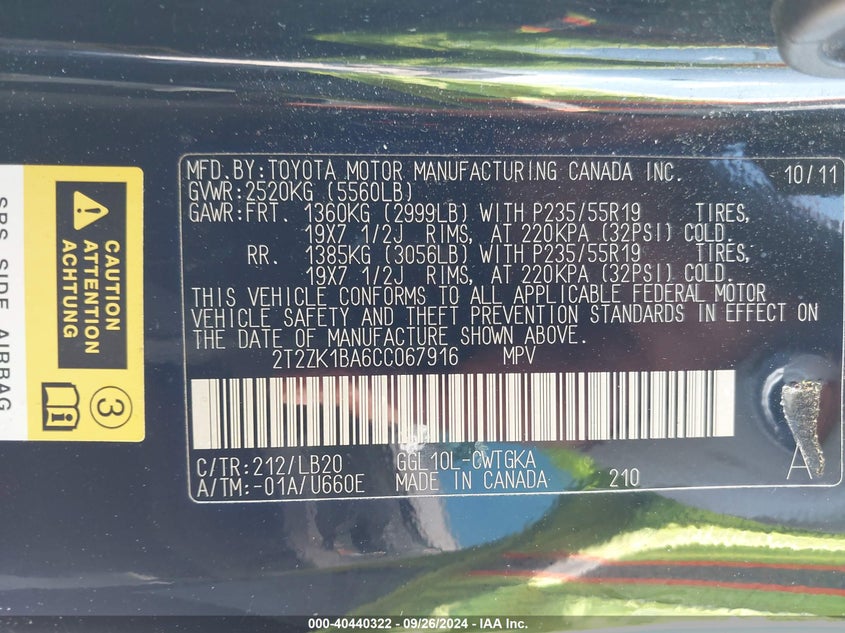 MFD.BY:TOYOTA MOTOR MANUFACTURING CANADA INC. 10/11
GVWR:2520KG (5560LB)
GAWR:FRT. 1360KG (2999LB) WITH P235/55R19 TIRES,
19X7 1/2J RIMS, AT 220KPA (32PSI) COLD.
RR. 1385KG (3056LB) WITH P235/55R19 TIRES,
19X7 1/2J RIMS, AT 220KPA (32PSI) COLD.
THIS VEHICLE CONFORMS TO ALL APPLICABLE FEDERAL MOTOR
VEHICLE SAFETY AND THEFT PREVENTION STANDARDS IN EFFECT ON
THE DATE OF MANUFACTURE SHOWN ABOVE.
2T2ZK1BA6CC067916 MPV
C/TR:212/LB20 GGL10L-CWTGKA
A/TM:-01A/U660E MADE IN CANADA 210
A
CAUTION
ATTENTION
ACHTUNG
i
3
SRS SIDE AIRBAG
000-40440322 - 09/26/2024 - IAA Inc.